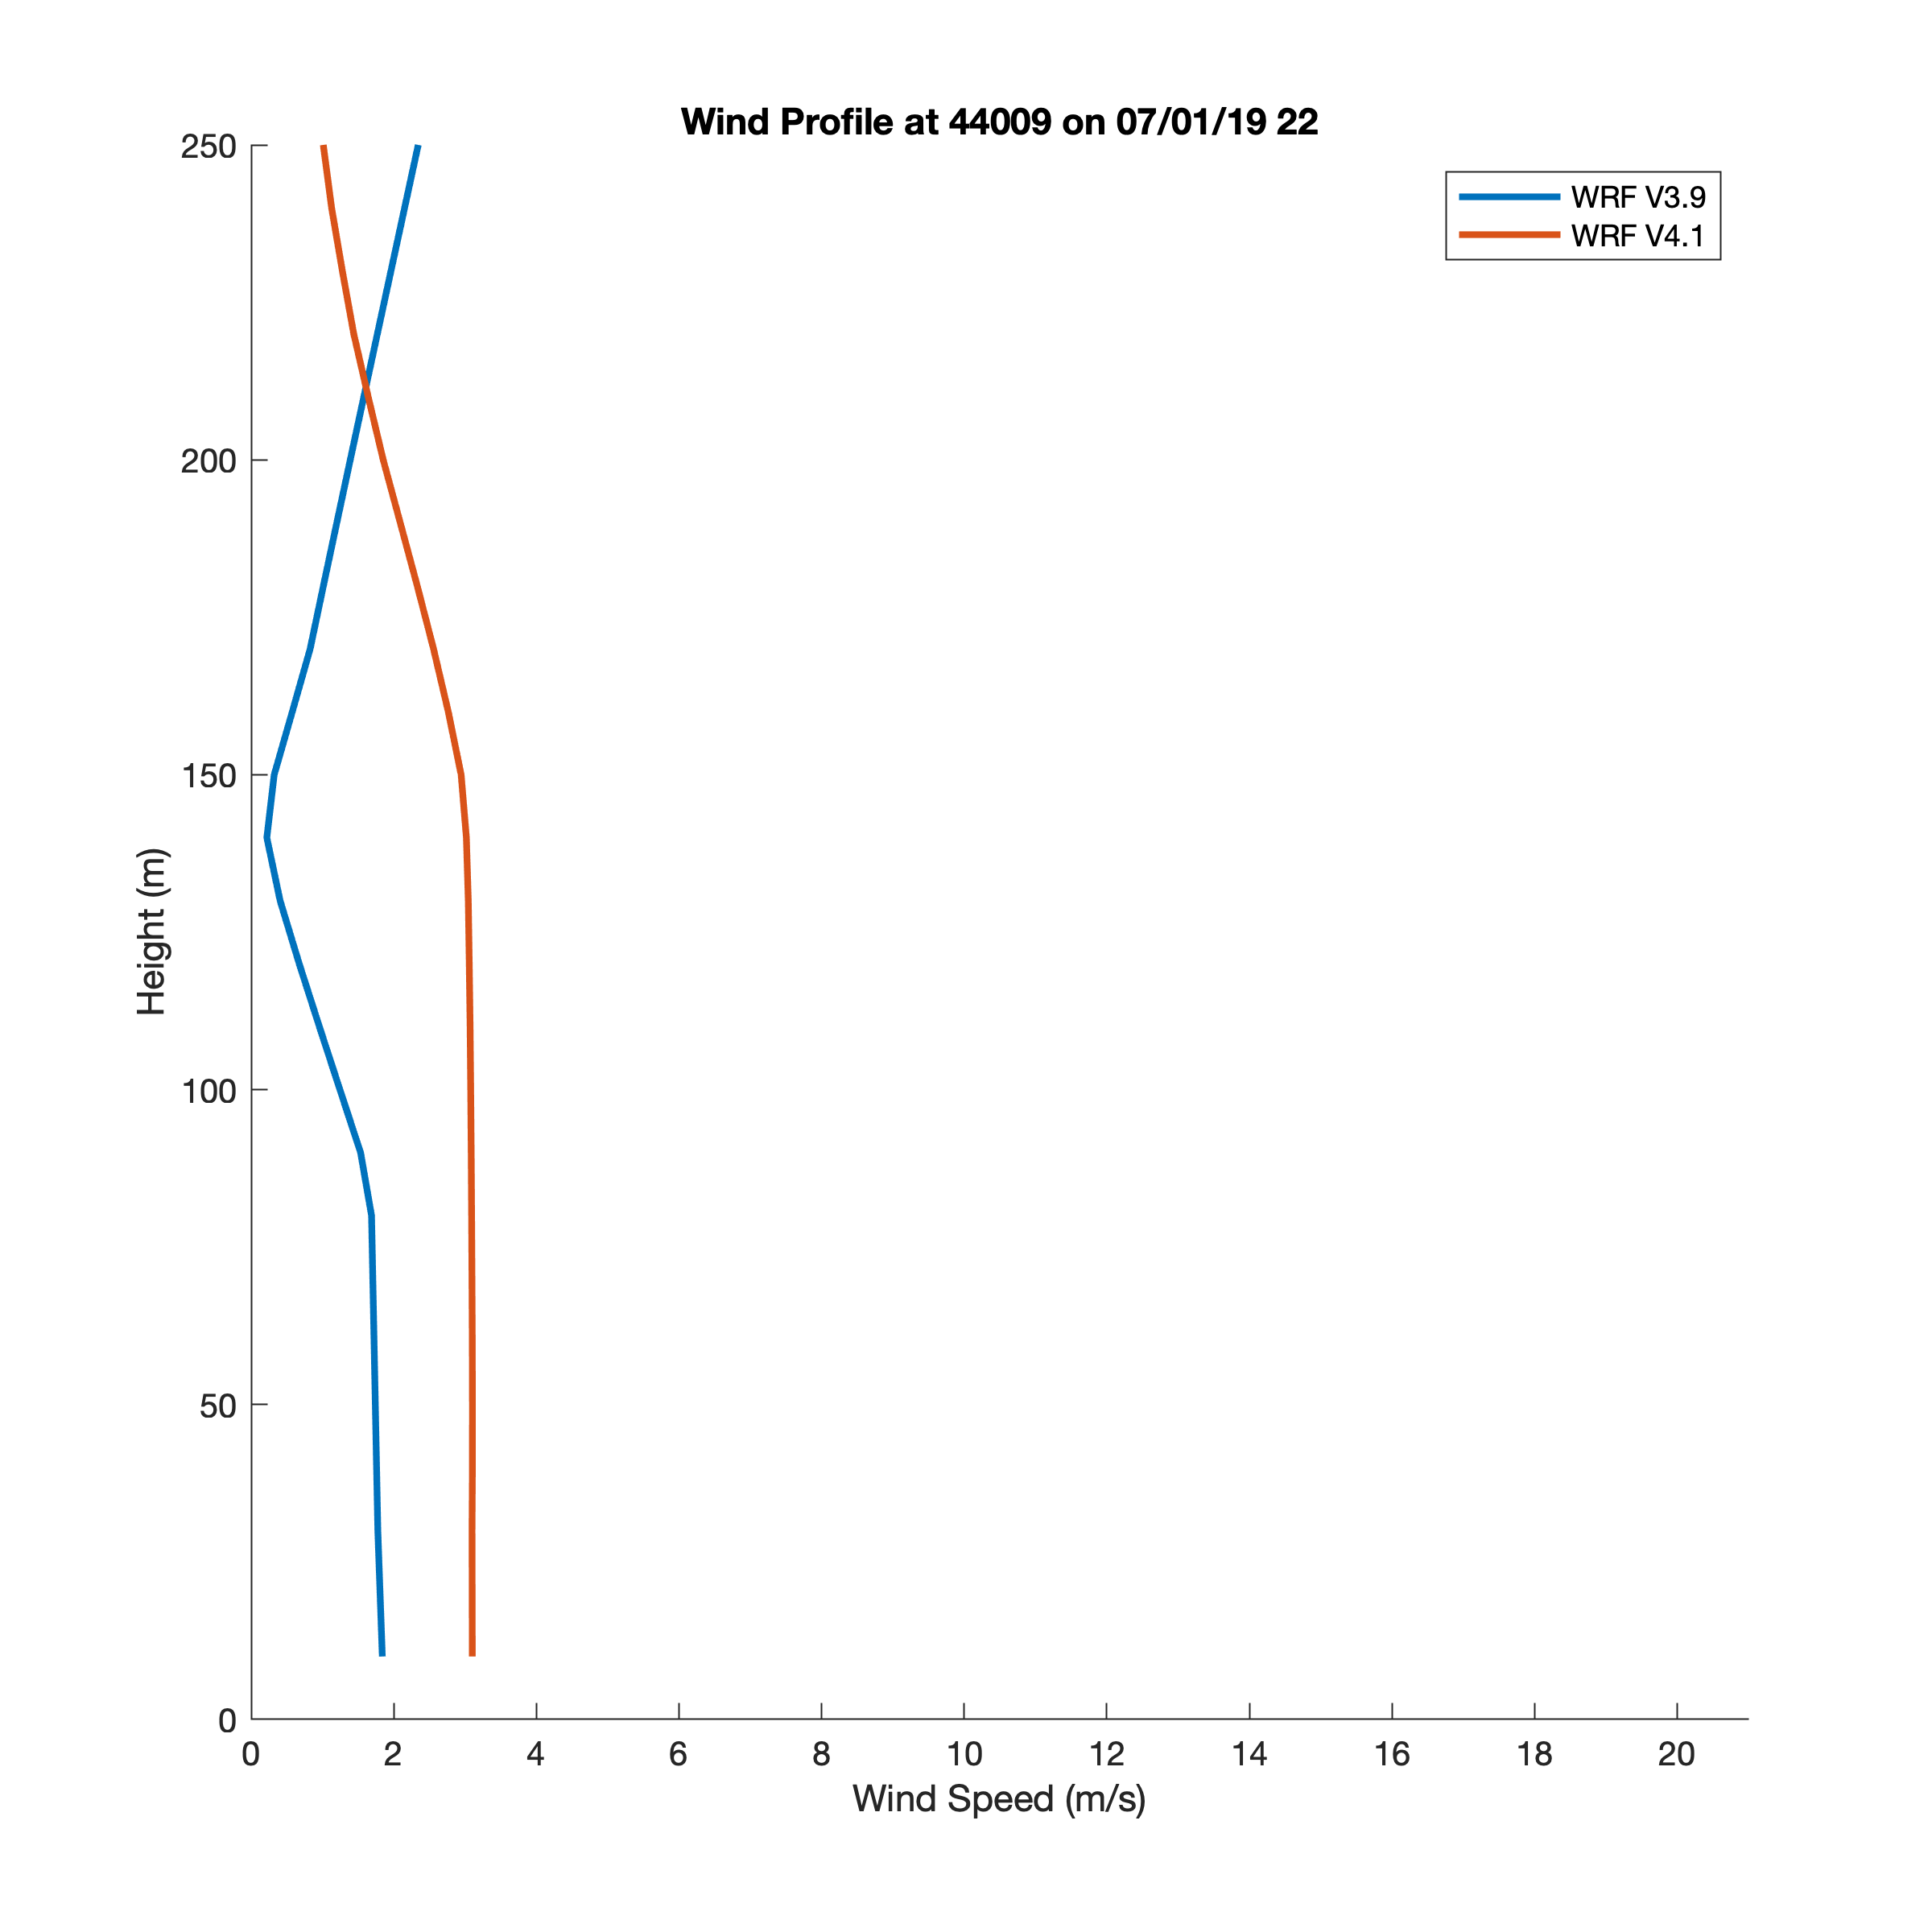 Wind Profile at 44009 on 07/01/19 22
WRF V3.9
WRF V4.1
250
200
150
100
50
0
Height (m)
0 2 4 6 8 10 12 14 16 18 20
Wind Speed (m/s)